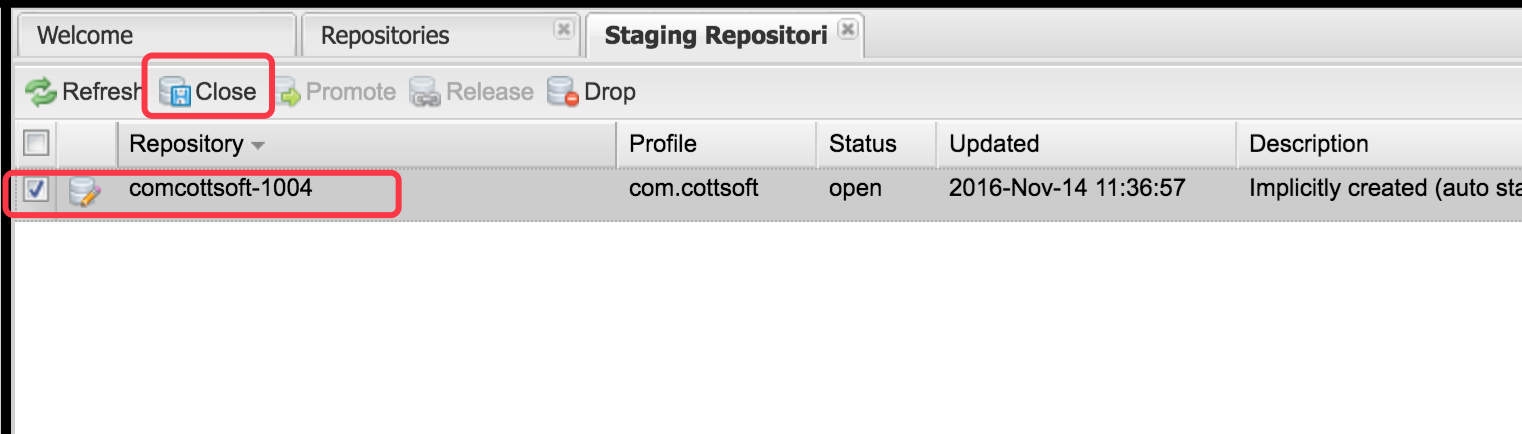 Welcome Repositories Staging Repositori
Refresh Close Promote Release Drop
Repository Profile Status Updated Description
comcottsoft-1004 com.cottsoft open 2016-Nov-14 11:36:57 Implicitly created (auto sta